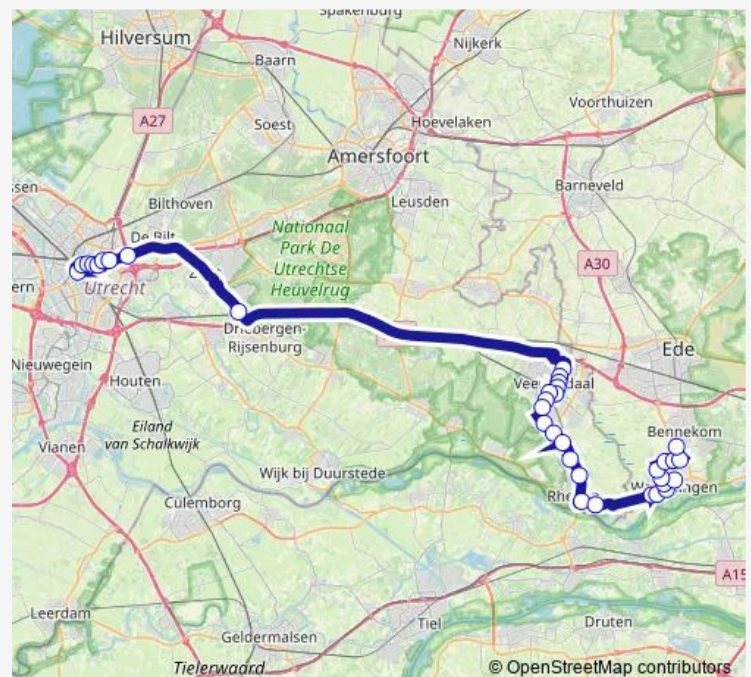 Spakenburg
Hilversum
Nijkerk
Baarn
Voorthuizen
A27
Soest
Hoevelaken
Amersfoort
Barneveld
ssen
Bilthoven
Leusden
De Bilt
Nationaal
Park De
Utrechtse
Heuvelrug
A30
Utrecht
ern
Driebergen-
Rijsenburg
Ede
Nieuwegein
Houten
Bennekom
Eiland
van Schalkwijk
Vianen
Wijk bij Duurstede
Culemborg
A15
Leerdam
Tiel
Druten
Geldermalsen
Tielerwaard
© OpenStreetMap contributors